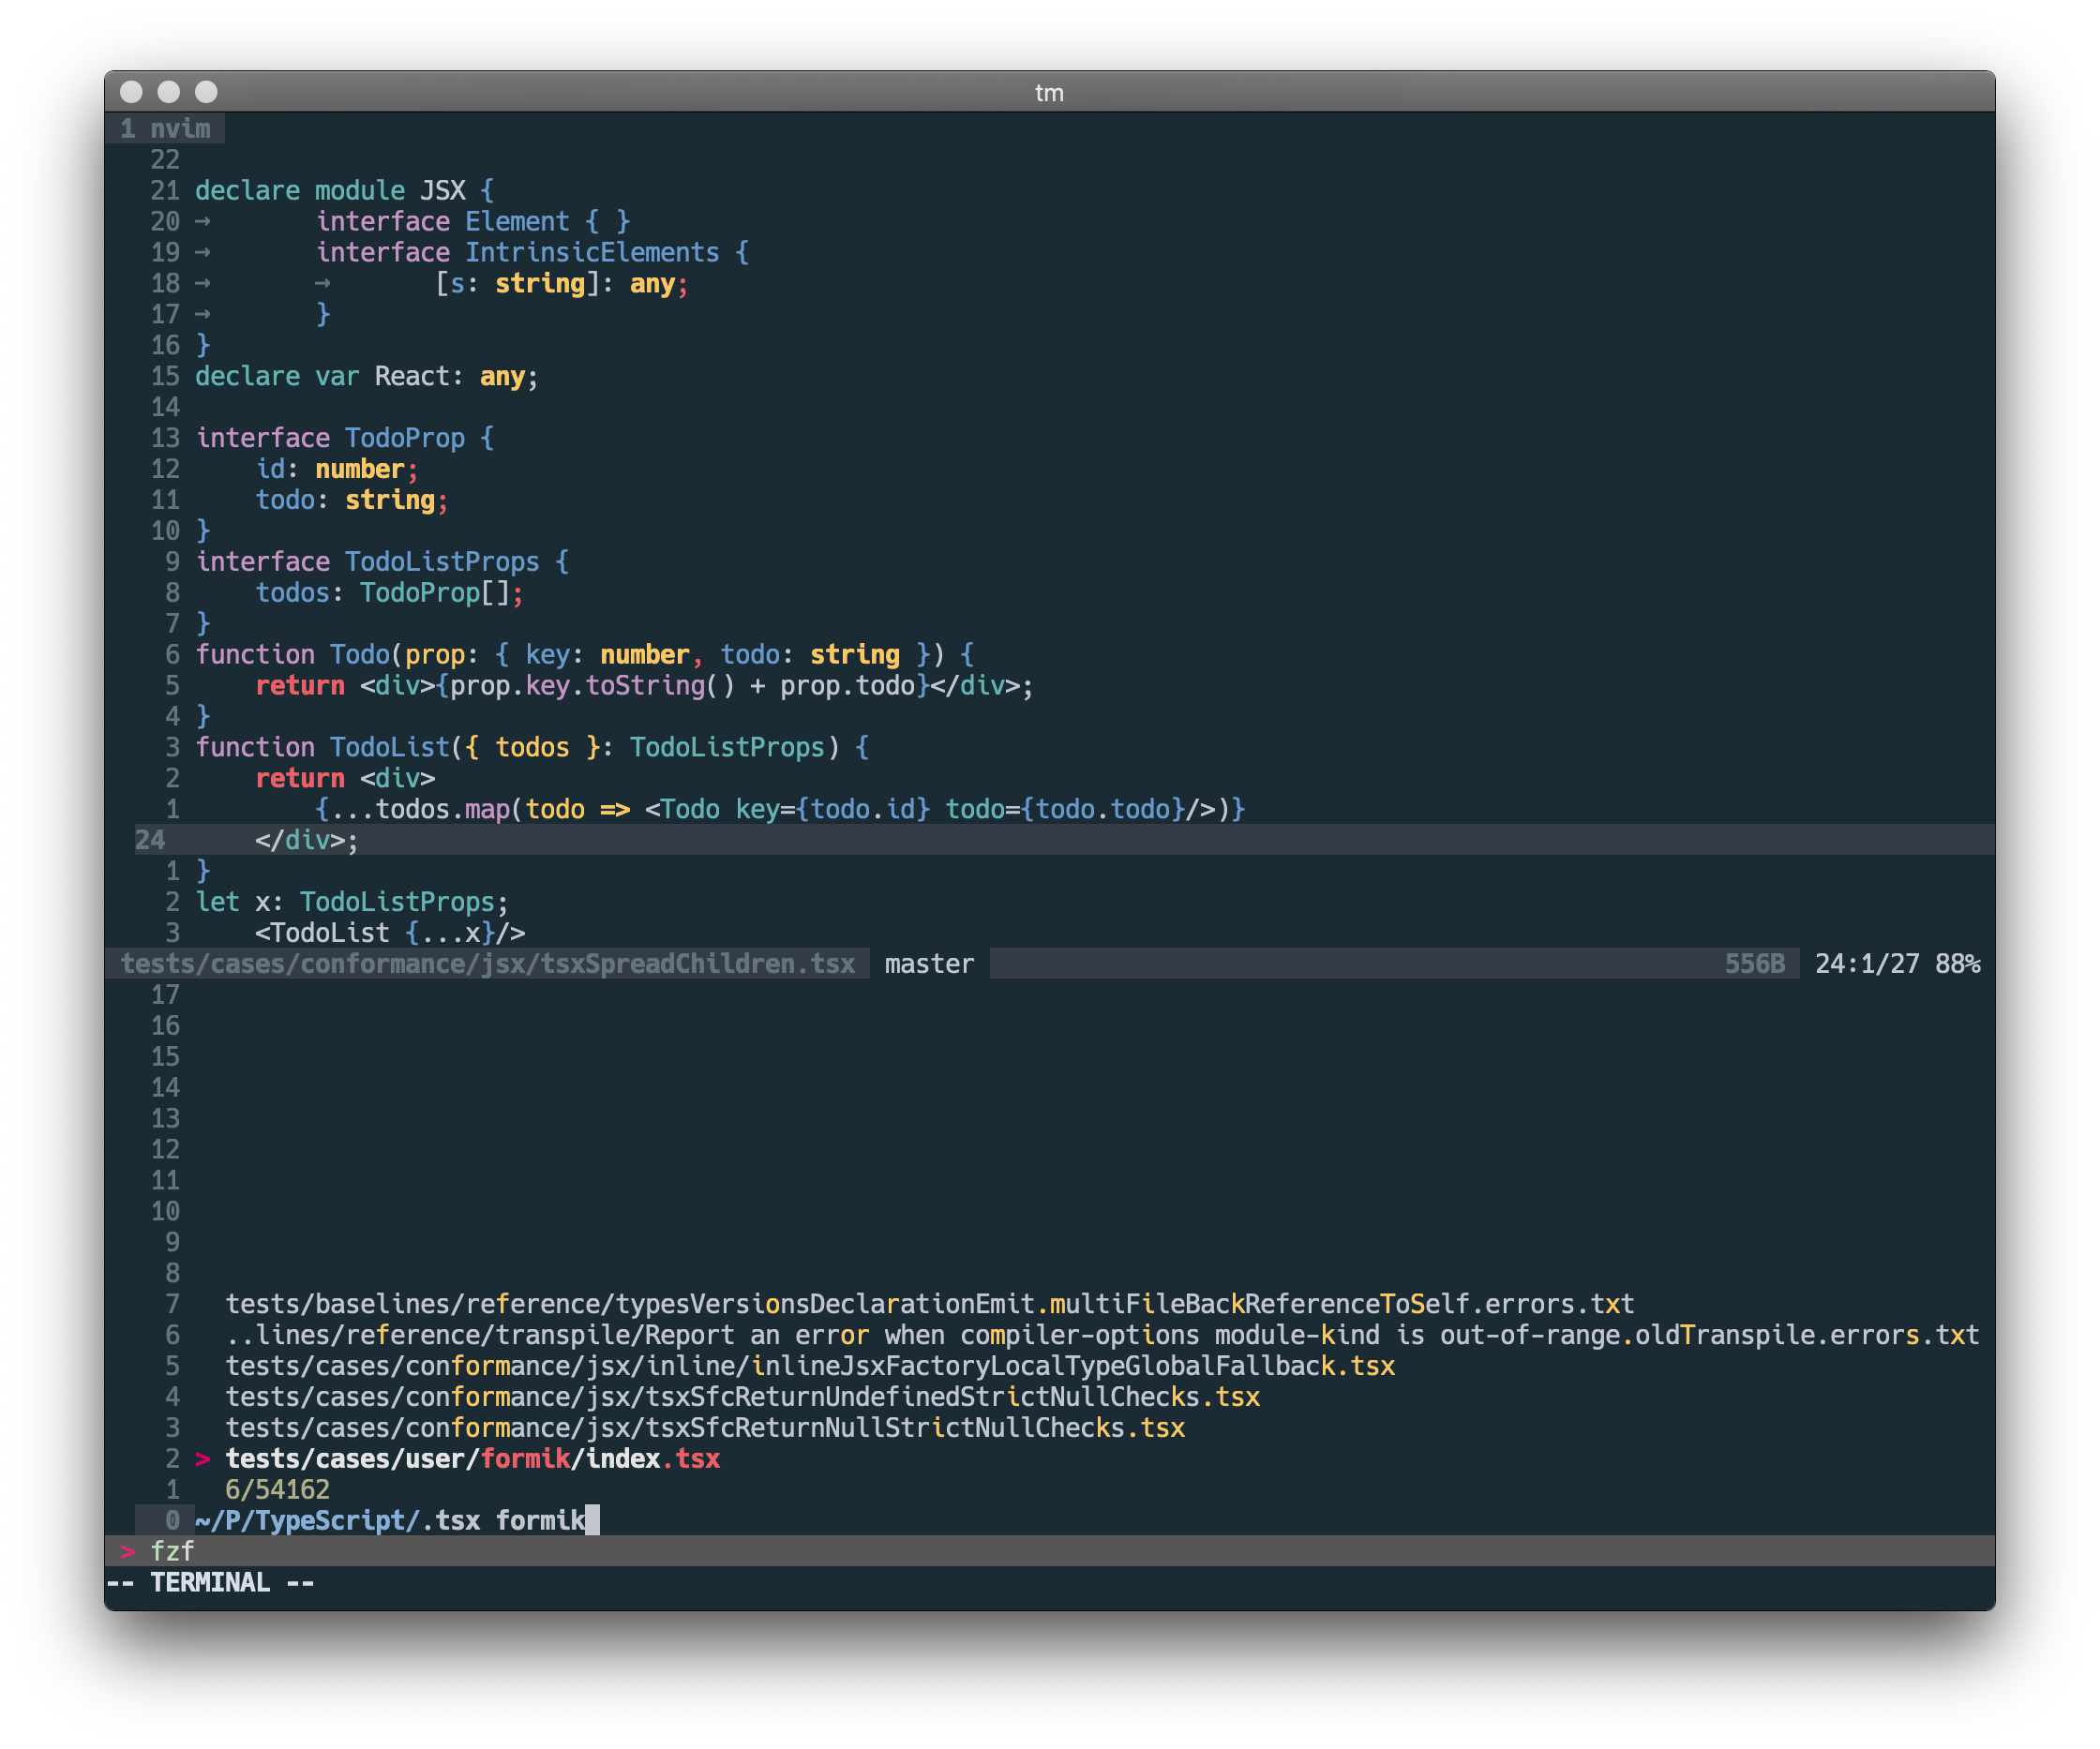 tm
1 nvim
22
21 declare module JSX {
20 →       interface Element { }
19 →       interface IntrinsicElements {
18 →       →       [s: string]: any;
17 →       }
16 }
15 declare var React: any;
14
13 interface TodoProp {
12     id: number;
11     todo: string;
10 }
9 interface TodoListProps {
8     todos: TodoProp[];
7 }
6 function Todo(prop: { key: number, todo: string }) {
5     return <div>{prop.key.toString() + prop.todo}</div>;
4 }
3 function TodoList({ todos }: TodoListProps) {
2     return <div>
1         {...todos.map(todo => <Todo key={todo.id} todo={todo.todo}/>)}
24     </div>;
1 }
2 let x: TodoListProps;
3     <TodoList {...x}/>
tests/cases/conformance/jsx/tsxSpreadChildren.tsx  master  556B  24:1/27 88%
17
16
15
14
13
12
11
10
9
8
7   tests/baselines/reference/typesVersionsDeclarationEmit.multiFileBackReferenceToSelf.errors.txt
6   ..lines/reference/transpile/Report an error when compiler-options module-kind is out-of-range.oldTranspile.errors.txt
5   tests/cases/conformance/jsx/inline/inlineJsxFactoryLocalTypeGlobalFallback.tsx
4   tests/cases/conformance/jsx/tsxSfcReturnUndefinedStrictNullChecks.tsx
3   tests/cases/conformance/jsx/tsxSfcReturnNullStrictNullChecks.tsx
2 > tests/cases/user/formik/index.tsx
1   6/54162
0 ~/P/TypeScript/.tsx formik
> fzf
-- TERMINAL --